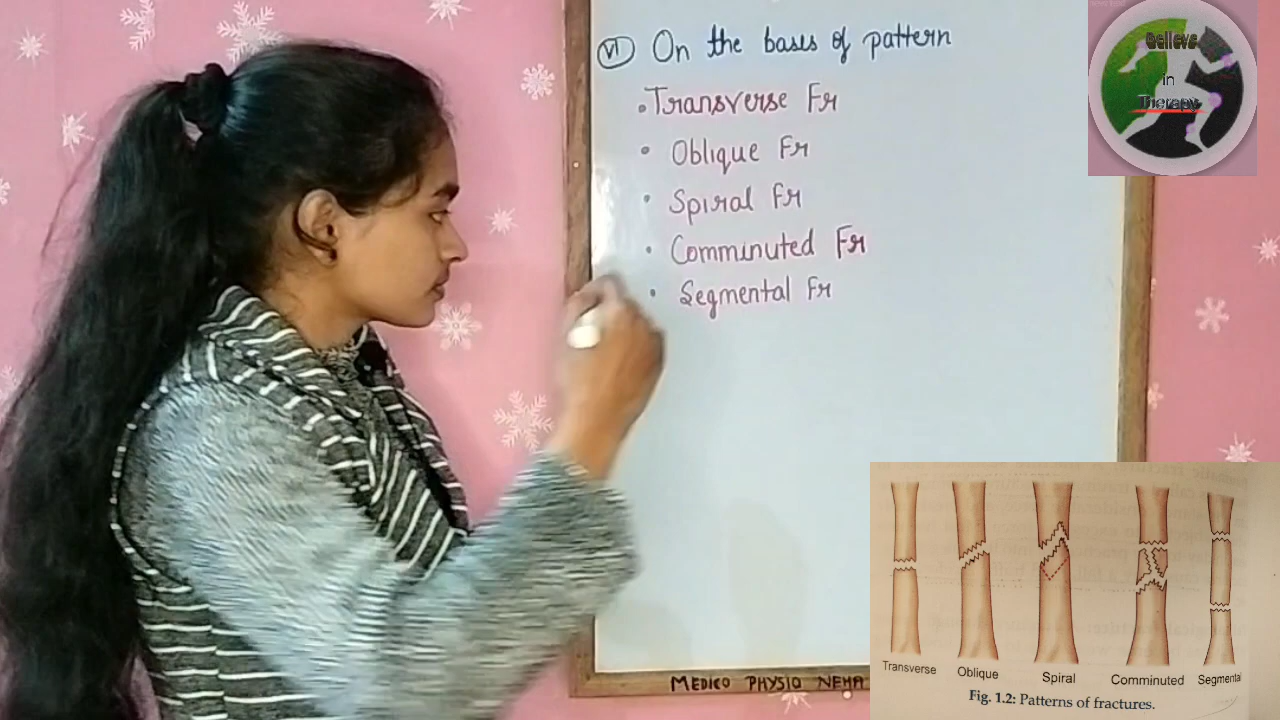 VI On the bases of pattern
• Transverse Fr
• Oblique Fr
• Spiral Fr
• Comminuted Fr
• Segmental Fr
MEDICO PHYSIO NEHA
Believs
in
Therapy
Transverse Oblique Spiral Comminuted Segmental
Fig. 1.2: Patterns of fractures.